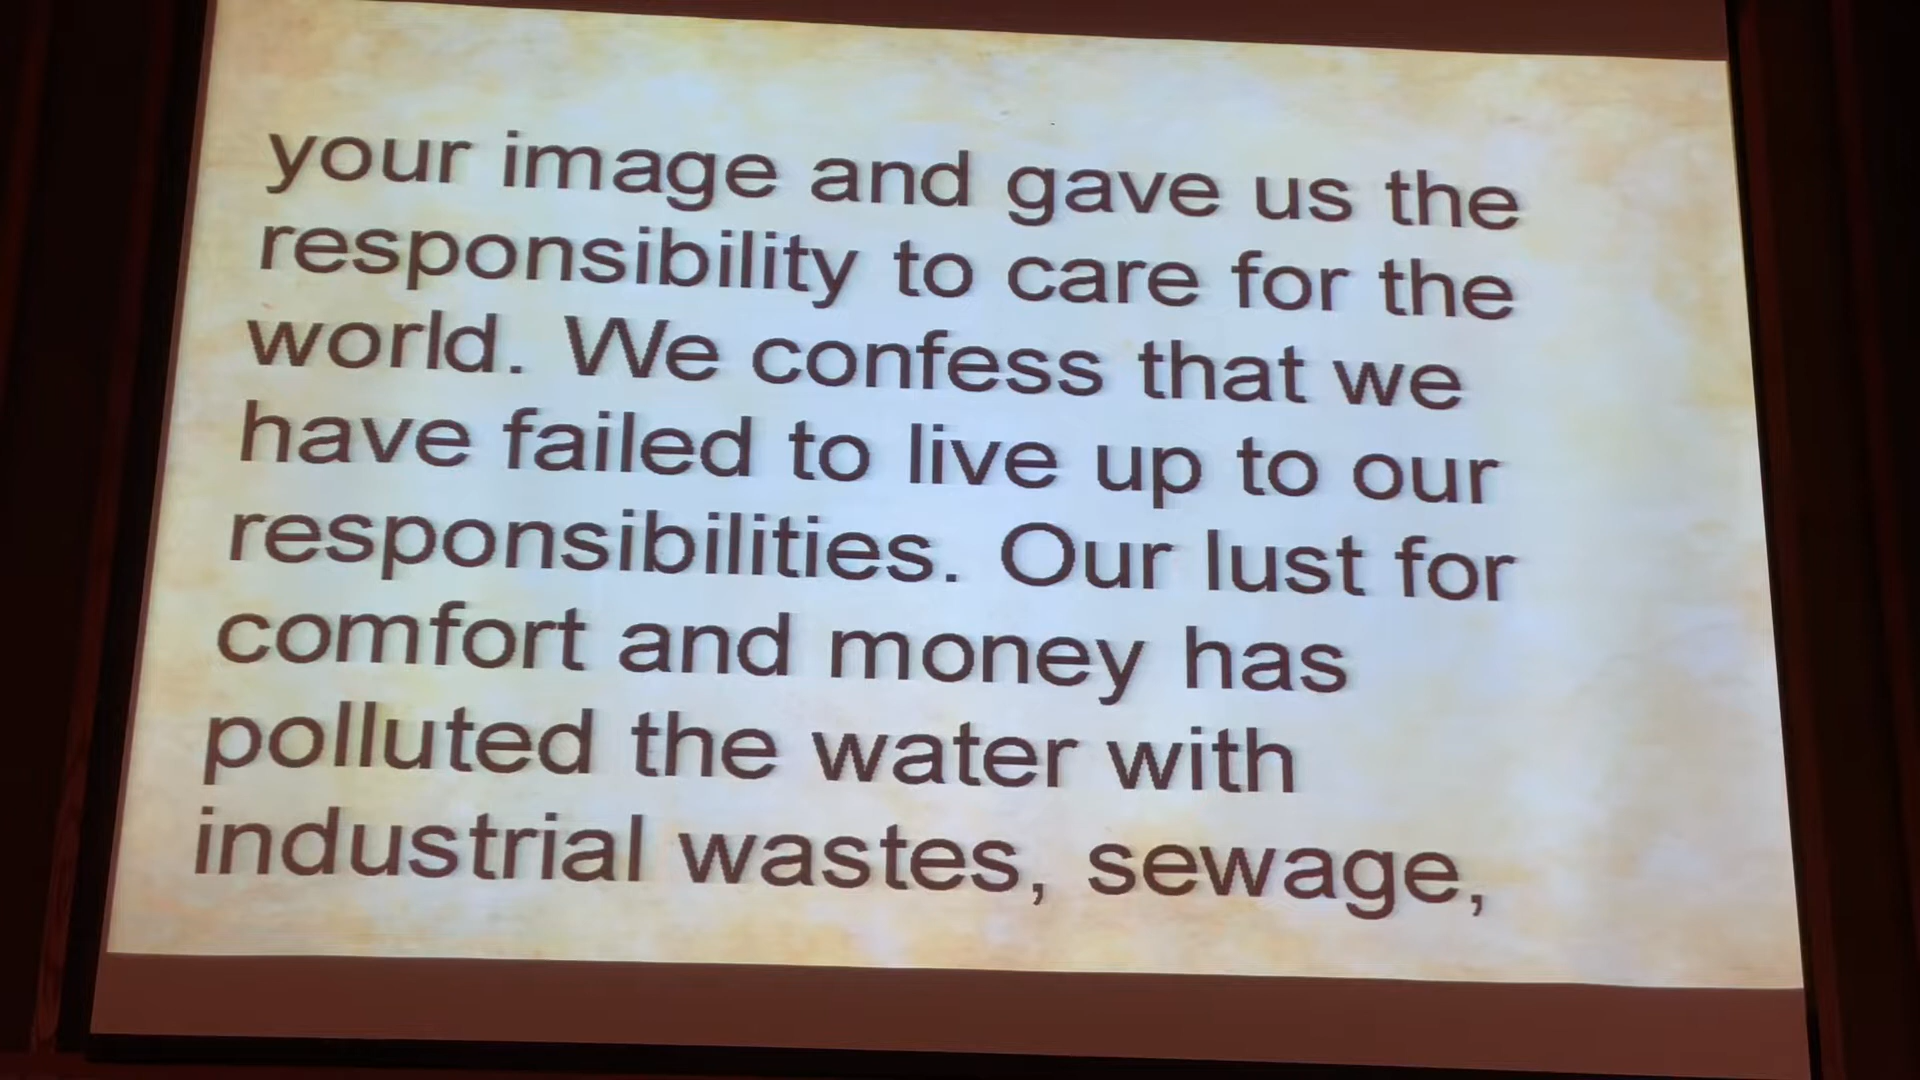 your image and gave us the
responsibility to care for the
world. We confess that we
have failed to live up to our
responsibilities. Our lust for
comfort and money has
polluted the water with
industrial wastes, sewage,